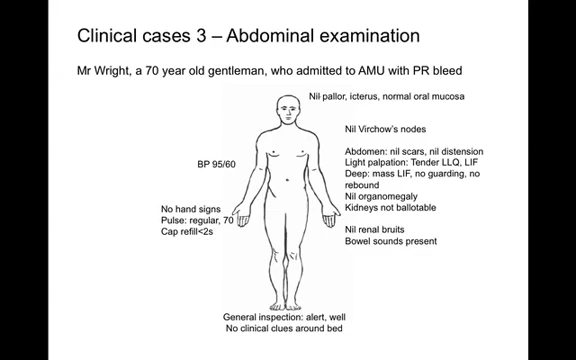 Clinical cases 3 – Abdominal examination
Mr Wright, a 70 year old gentleman, who admitted to AMU with PR bleed
Nil pallor, icterus, normal oral mucosa
Nil Virchow's nodes
Abdomen: nil scars, nil distension
Light palpation: Tender LLQ, LIF
Deep: mass LIF, no guarding, no
rebound
Nil organomegaly
Kidneys not ballotable
Nil renal bruits
Bowel sounds present
BP 95/60
No hand signs
Pulse: regular, 70
Cap refill<2s
General inspection: alert, well
No clinical clues around bed